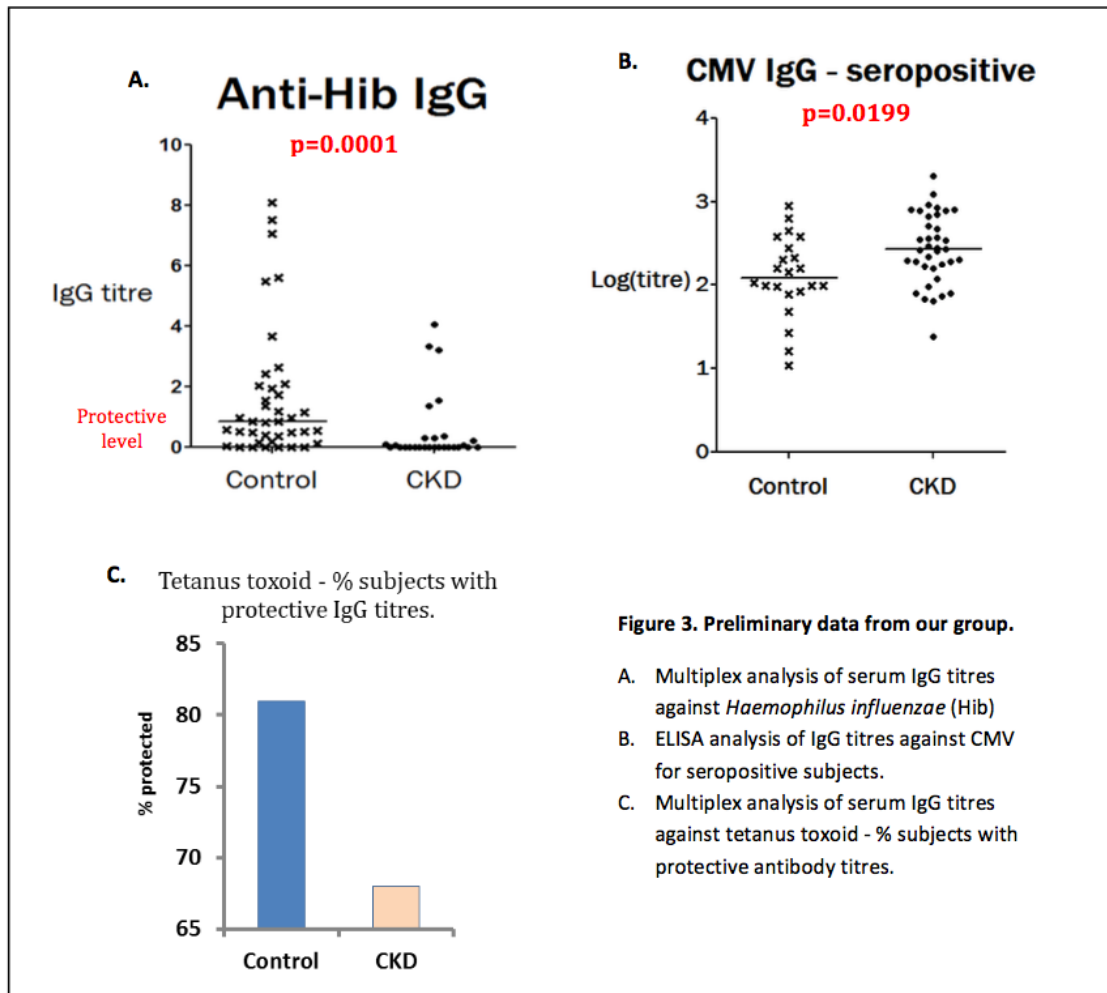 A.
Anti-Hib IgG
p=0.0001
10
8
6
IgG titre
4
2
Protective
level
0
Control
CKD
B.
CMV IgG - seropositive
p=0.0199
4
3
Log(titre)
2
1
0
Control
CKD
C.
Tetanus toxoid - % subjects with
protective IgG titres.
85
80
% protected
75
70
65
Control
CKD
Figure 3. Preliminary data from our group.
A. Multiplex analysis of serum IgG titres
against Haemophilus influenzae (Hib)
B. ELISA analysis of IgG titres against CMV
for seropositive subjects.
C. Multiplex analysis of serum IgG titres
against tetanus toxoid - % subjects with
protective antibody titres.